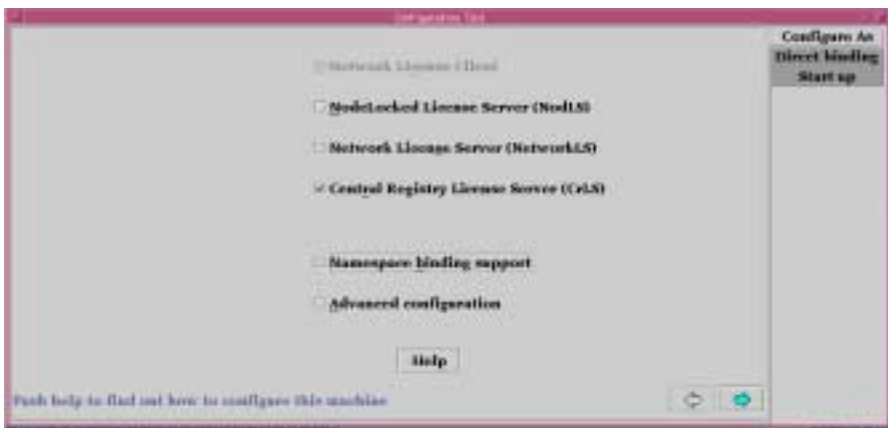 Configuration Tool
Configure As
Direct binding
Start up
Network License Client
NodeLocked License Server (NodLS)
Network License Server (NetworkLS)
Central Registry License Server (CrLS)
Namespace binding support
Advanced configuration
Help
Push help to find out how to configure this machine